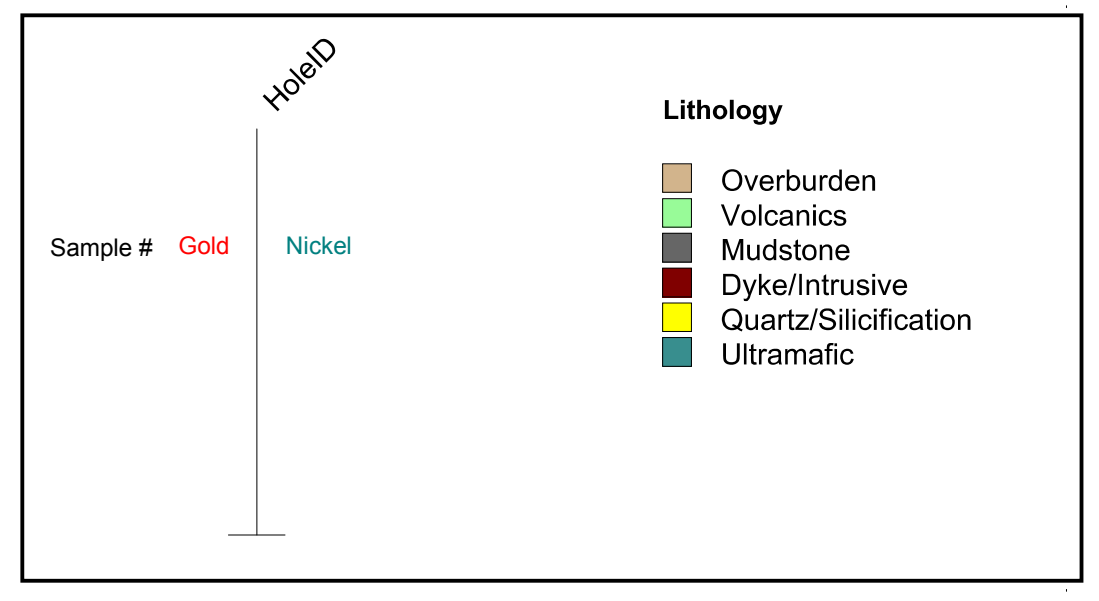 HoleID
Sample # Gold Nickel
Lithology
Overburden
Volcanics
Mudstone
Dyke/Intrusive
Quartz/Silicification
Ultramafic